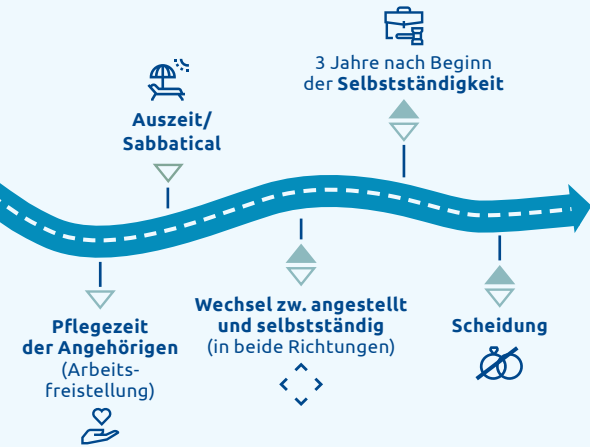 3 Jahre nach Beginn
der Selbstständigkeit
Auszeit/
Sabbatical
Pflegezeit
der Angehörigen
(Arbeits-
freistellung)
Wechsel zw. angestellt
und selbstständig
(in beide Richtungen)
Scheidung